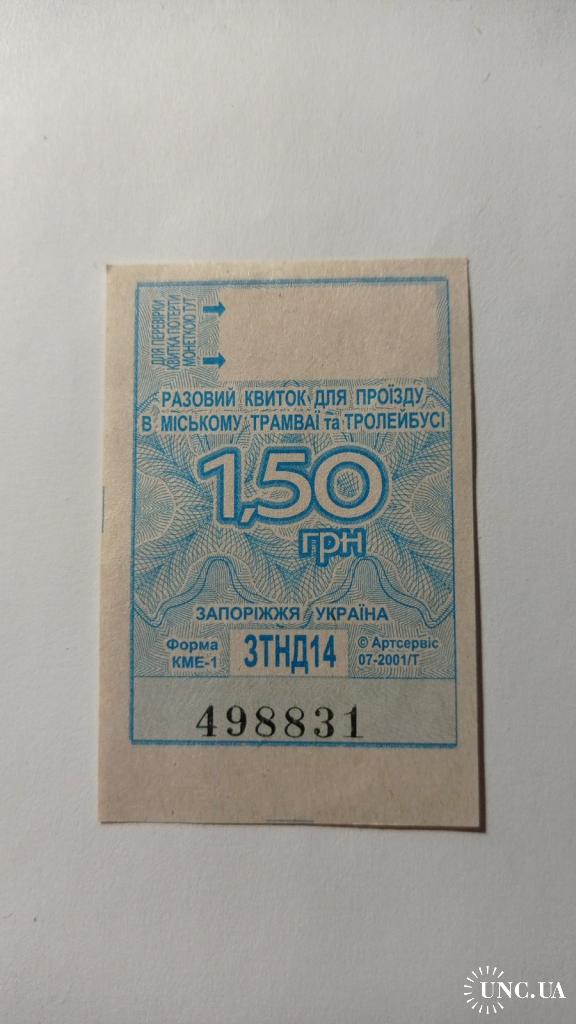 ДЛЯ ПЕРЕВІРКИ
КВИТКА ПОТЕРТИ
МОНЕТКОЮ ТУТ
РАЗОВИЙ КВИТОК ДЛЯ ПРОЇЗДУ
В МІСЬКОМУ ТРАМВАЇ та ТРОЛЕЙБУСІ
1,50
грн
ЗАПОРІЖЖЯ УКРАЇНА
Форма
КМЕ-1
ЗТНД14
© Артсервіс
07-2001/Т
498831
UNC.UA